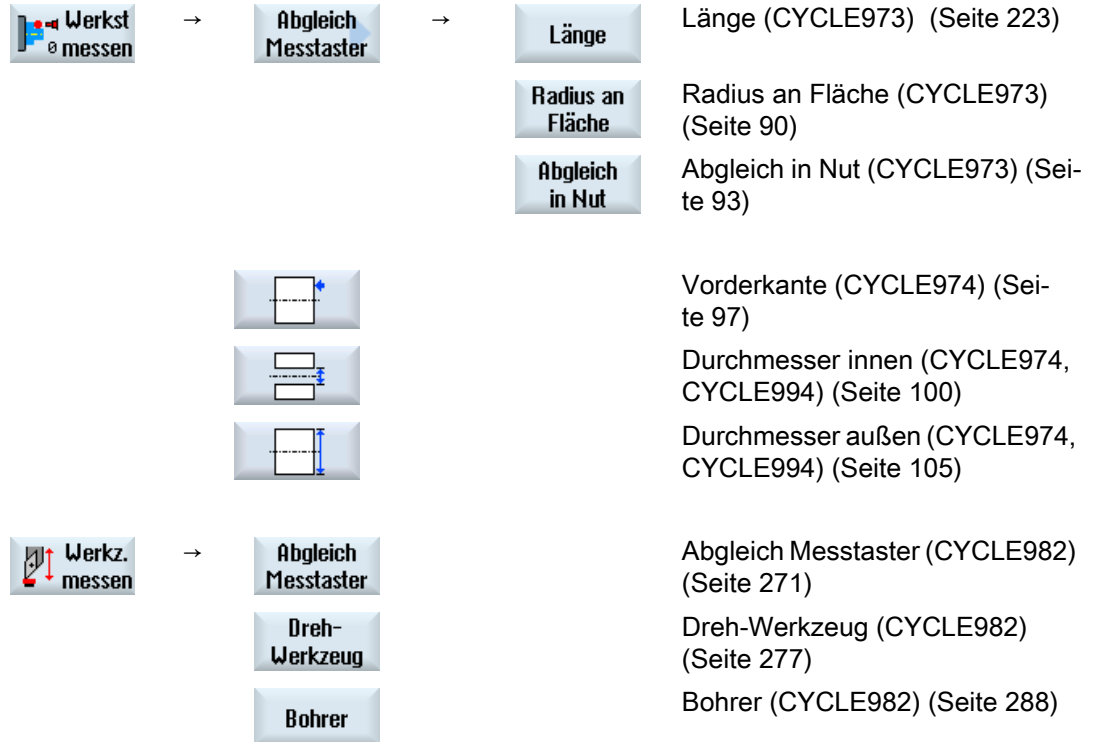 Werkst
0 messen
→
Abgleich
Messtaster
→
Länge
Länge (CYCLE973)  (Seite 223)
Radius an
Fläche
Radius an Fläche (CYCLE973)
(Seite 90)
Abgleich
in Nut
Abgleich in Nut (CYCLE973) (Sei-
te 93)
Vorderkante (CYCLE974) (Sei-
te 97)
Durchmesser innen (CYCLE974,
CYCLE994) (Seite 100)
Durchmesser außen (CYCLE974,
CYCLE994) (Seite 105)
Werkz.
messen
→
Abgleich
Messtaster
Abgleich Messtaster (CYCLE982)
(Seite 271)
Dreh-
Werkzeug
Dreh-Werkzeug (CYCLE982)
(Seite 277)
Bohrer
Bohrer (CYCLE982) (Seite 288)